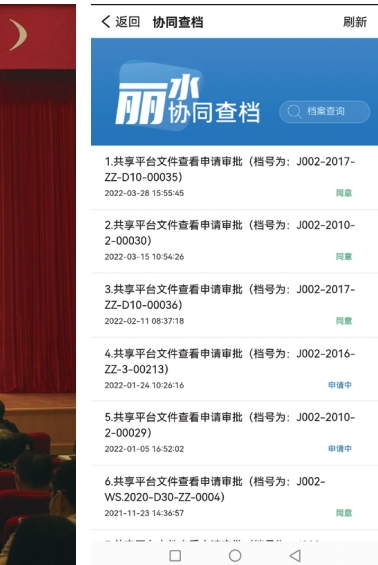 返回 协同查档 刷新
丽水
协同查档
档案查询
1.共享平台文件查看申请审批（档号为：J002-2017-
ZZ-D10-00035)
2022-03-28 15:55:45 同意
2.共享平台文件查看申请审批（档号为：J002-2010-
2-00030)
2022-03-15 10:54:26 同意
3.共享平台文件查看申请审批（档号为：J002-2017-
ZZ-D10-00036)
2022-02-11 08:37:18 同意
4.共享平台文件查看申请审批（档号为：J002-2016-
ZZ-3-00213)
2022-01-24 10:26:16 申请中
5.共享平台文件查看申请审批（档号为：J002-2010-
2-00029)
2022-01-05 16:52:02 申请中
6.共享平台文件查看申请审批（档号为：J002-
WS.2020-D30-ZZ-0004)
2021-11-23 14:36:57 同意